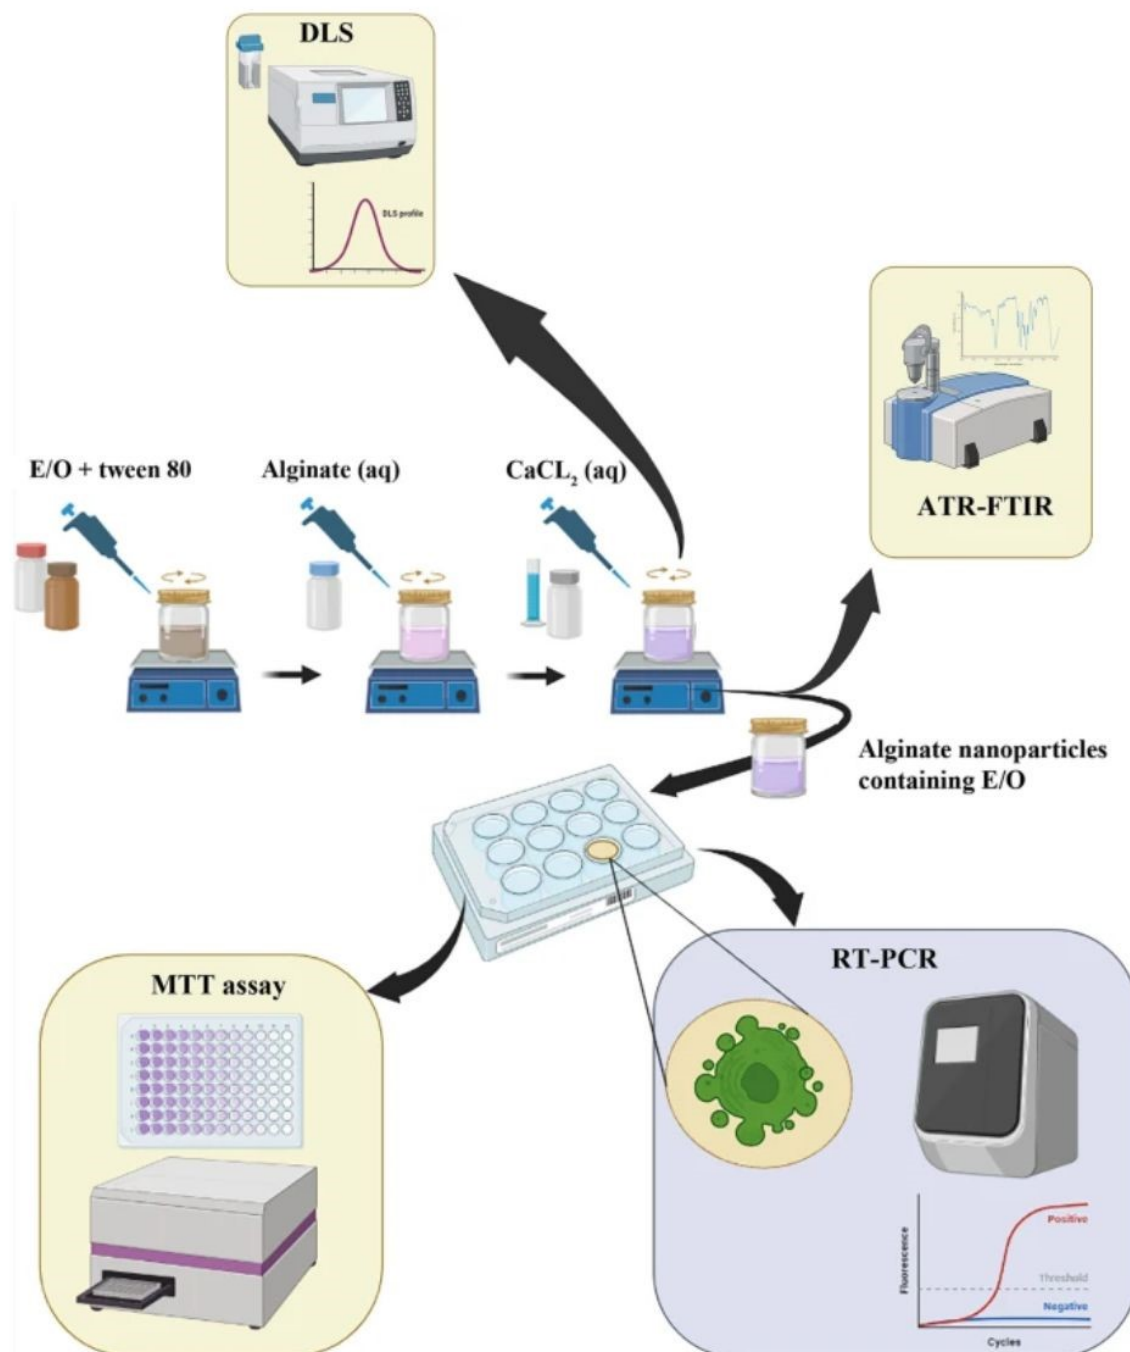 DLS
DLS profile
E/O + tween 80
Alginate (aq)
CaCL₂ (aq)
ATR-FTIR
Alginate nanoparticles
containing E/O
MTT assay
RT-PCR
Fluorescence
Positive
Threshold
Negative
Cycles